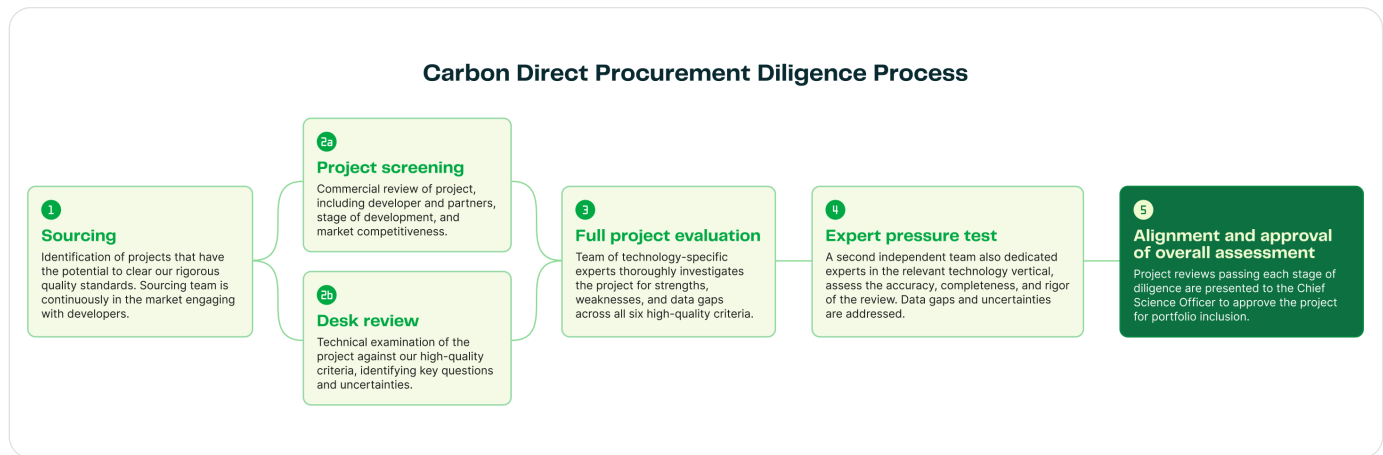 Carbon Direct Procurement Diligence Process
1
Sourcing
Identification of projects that have
the potential to clear our rigorous
quality standards. Sourcing team is
continuously in the market engaging
with developers.
2a
Project screening
Commercial review of project,
including developer and partners,
stage of development, and
market competitiveness.
2b
Desk review
Technical examination of the
project against our high-quality
criteria, identifying key questions
and uncertainties.
3
Full project evaluation
Team of technology-specific
experts thoroughly investigates
the project for strengths,
weaknesses, and data gaps
across all six high-quality criteria.
4
Expert pressure test
A second independent team also dedicated
experts in the relevant technology vertical,
assess the accuracy, completeness, and rigor
of the review. Data gaps and uncertainties
are addressed.
5
Alignment and approval
of overall assessment
Project reviews passing each stage of
diligence are presented to the Chief
Science Officer to approve the project
for portfolio inclusion.